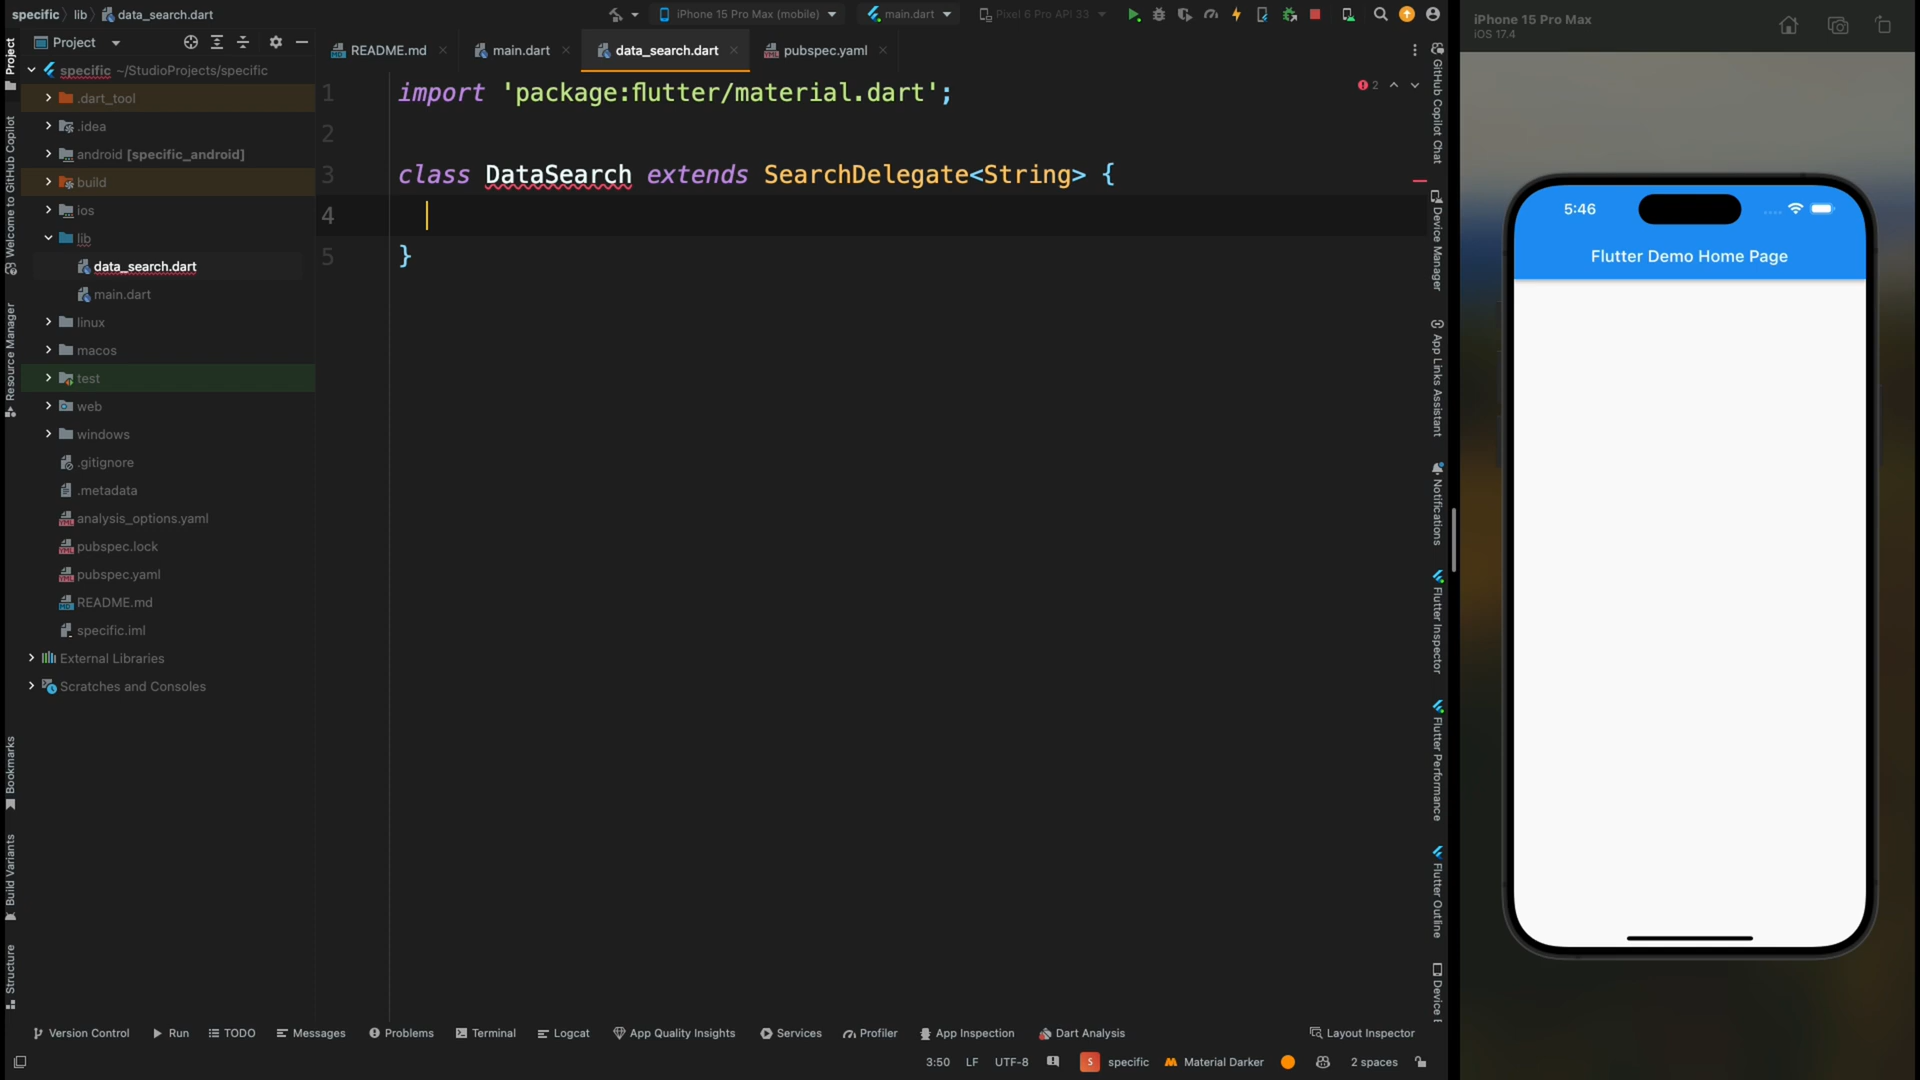 specific lib data_search.dart
iPhone 15 Pro Max (mobile) main.dart Pixel 6 Pro API 33
Project
README.md main.dart data_search.dart pubspec.yaml
specific ~/StudioProjects/specific
.dart_tool
.idea
android [specific_android]
build
ios
lib
data_search.dart
main.dart
linux
macos
test
web
windows
.gitignore
.metadata
analysis_options.yaml
pubspec.lock
pubspec.yaml
README.md
specific.iml
External Libraries
Scratches and Consoles
Project
Welcome to GitHub Copilot
Resource Manager
Bookmarks
Build Variants
Structure
1 import 'package:flutter/material.dart';
2
3 class DataSearch extends SearchDelegate<String> {
4
5 }
2
GitHub Copilot Chat
Device Manager
App Links Assistant
Notifications
Flutter Inspector
Flutter Performance
Flutter Outline
Device E
iPhone 15 Pro Max
iOS 17.4
5:46
Flutter Demo Home Page
Version Control Run TODO Messages Problems Terminal Logcat App Quality Insights Services Profiler App Inspection Dart Analysis Layout Inspector
3:50 LF UTF-8 S specific Material Darker 2 spaces